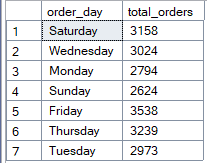 order_day total_orders
1 Saturday 3158
2 Wednesday 3024
3 Monday 2794
4 Sunday 2624
5 Friday 3538
6 Thursday 3239
7 Tuesday 2973